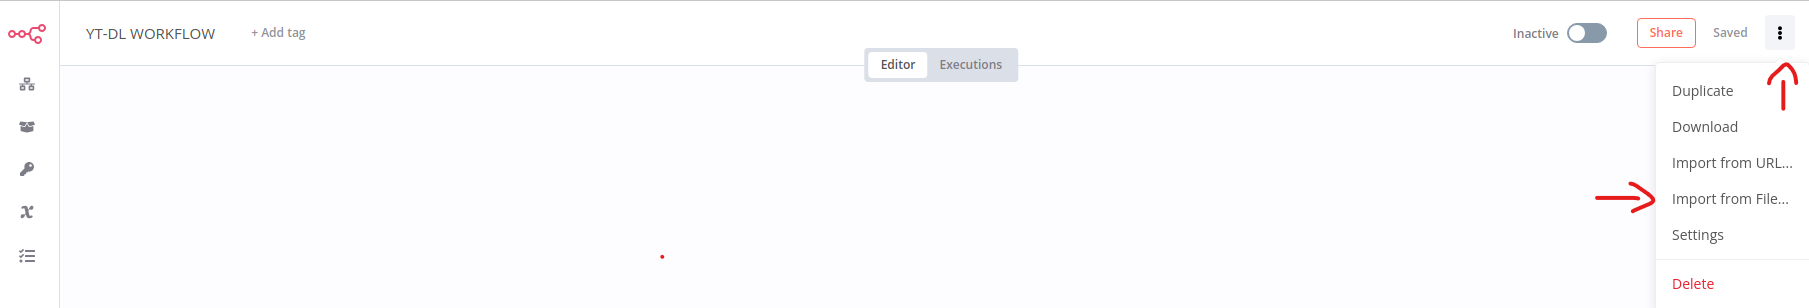 YT-DL WORKFLOW + Add tag Inactive Share Saved
Editor Executions
Duplicate
Download
Import from URL...
Import from File...
Settings
Delete